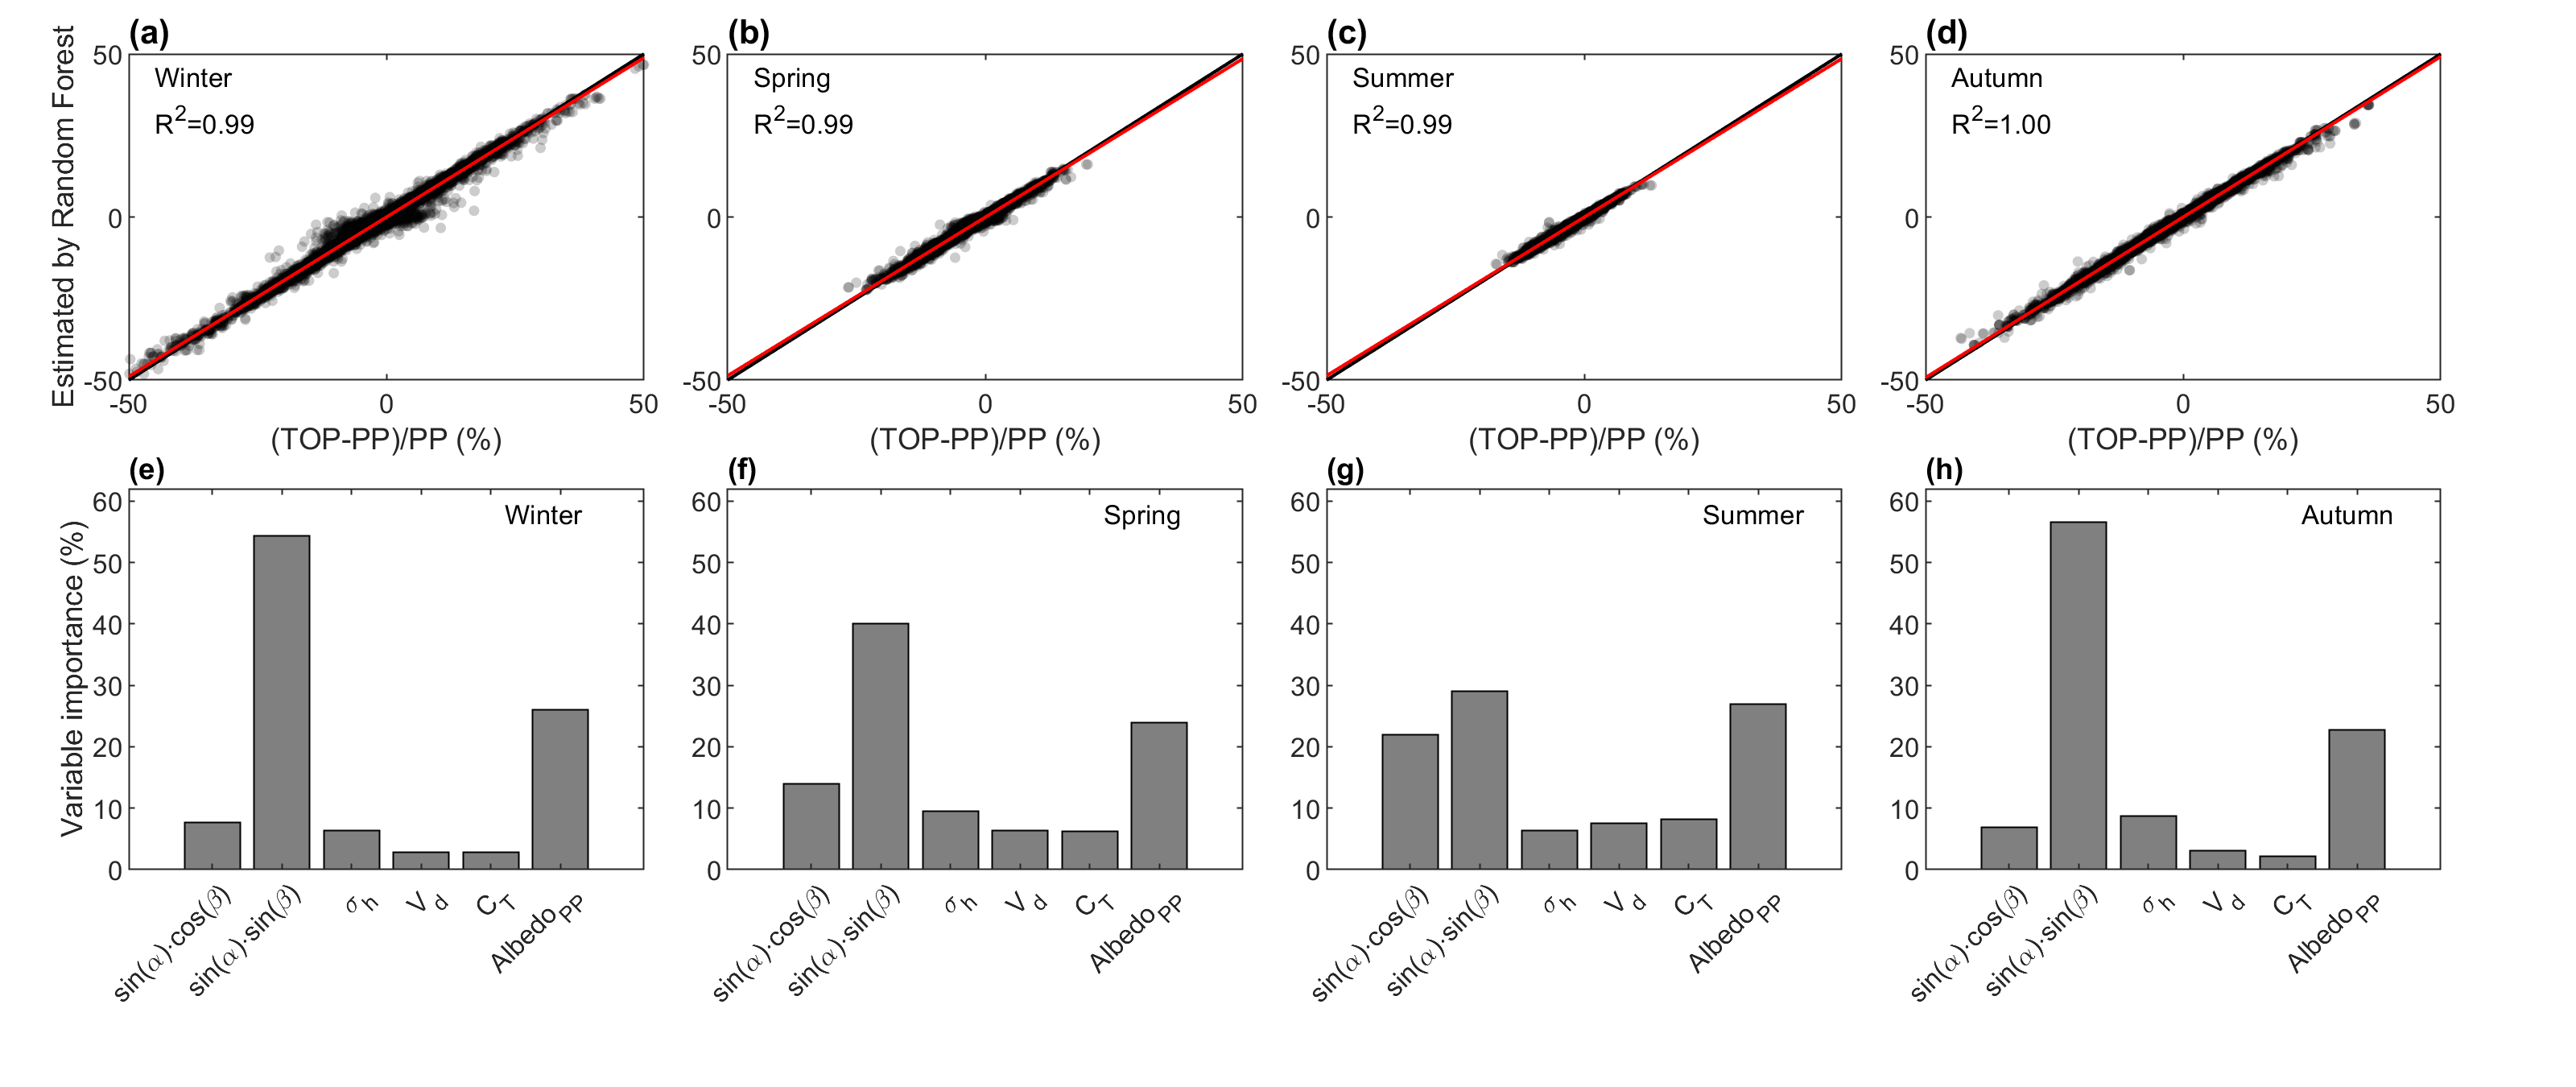 (a)
Estimated by Random Forest
Winter
R²=0.99
50
0
-50
-50 0 50
(TOP-PP)/PP (%)
(b)
Spring
R²=0.99
50
0
-50
-50 0 50
(TOP-PP)/PP (%)
(c)
Summer
R²=0.99
50
0
-50
-50 0 50
(TOP-PP)/PP (%)
(d)
Autumn
R²=1.00
50
0
-50
-50 0 50
(TOP-PP)/PP (%)
(e)
Variable importance (%)
Winter
60
50
40
30
20
10
0
sin(α)·cos(β)
sin(α)·sin(β)
σh
Vd
CT
AlbedoPP
(f)
Spring
60
50
40
30
20
10
0
sin(α)·cos(β)
sin(α)·sin(β)
σh
Vd
CT
AlbedoPP
(g)
Summer
60
50
40
30
20
10
0
sin(α)·cos(β)
sin(α)·sin(β)
σh
Vd
CT
AlbedoPP
(h)
Autumn
60
50
40
30
20
10
0
sin(α)·cos(β)
sin(α)·sin(β)
σh
Vd
CT
AlbedoPP